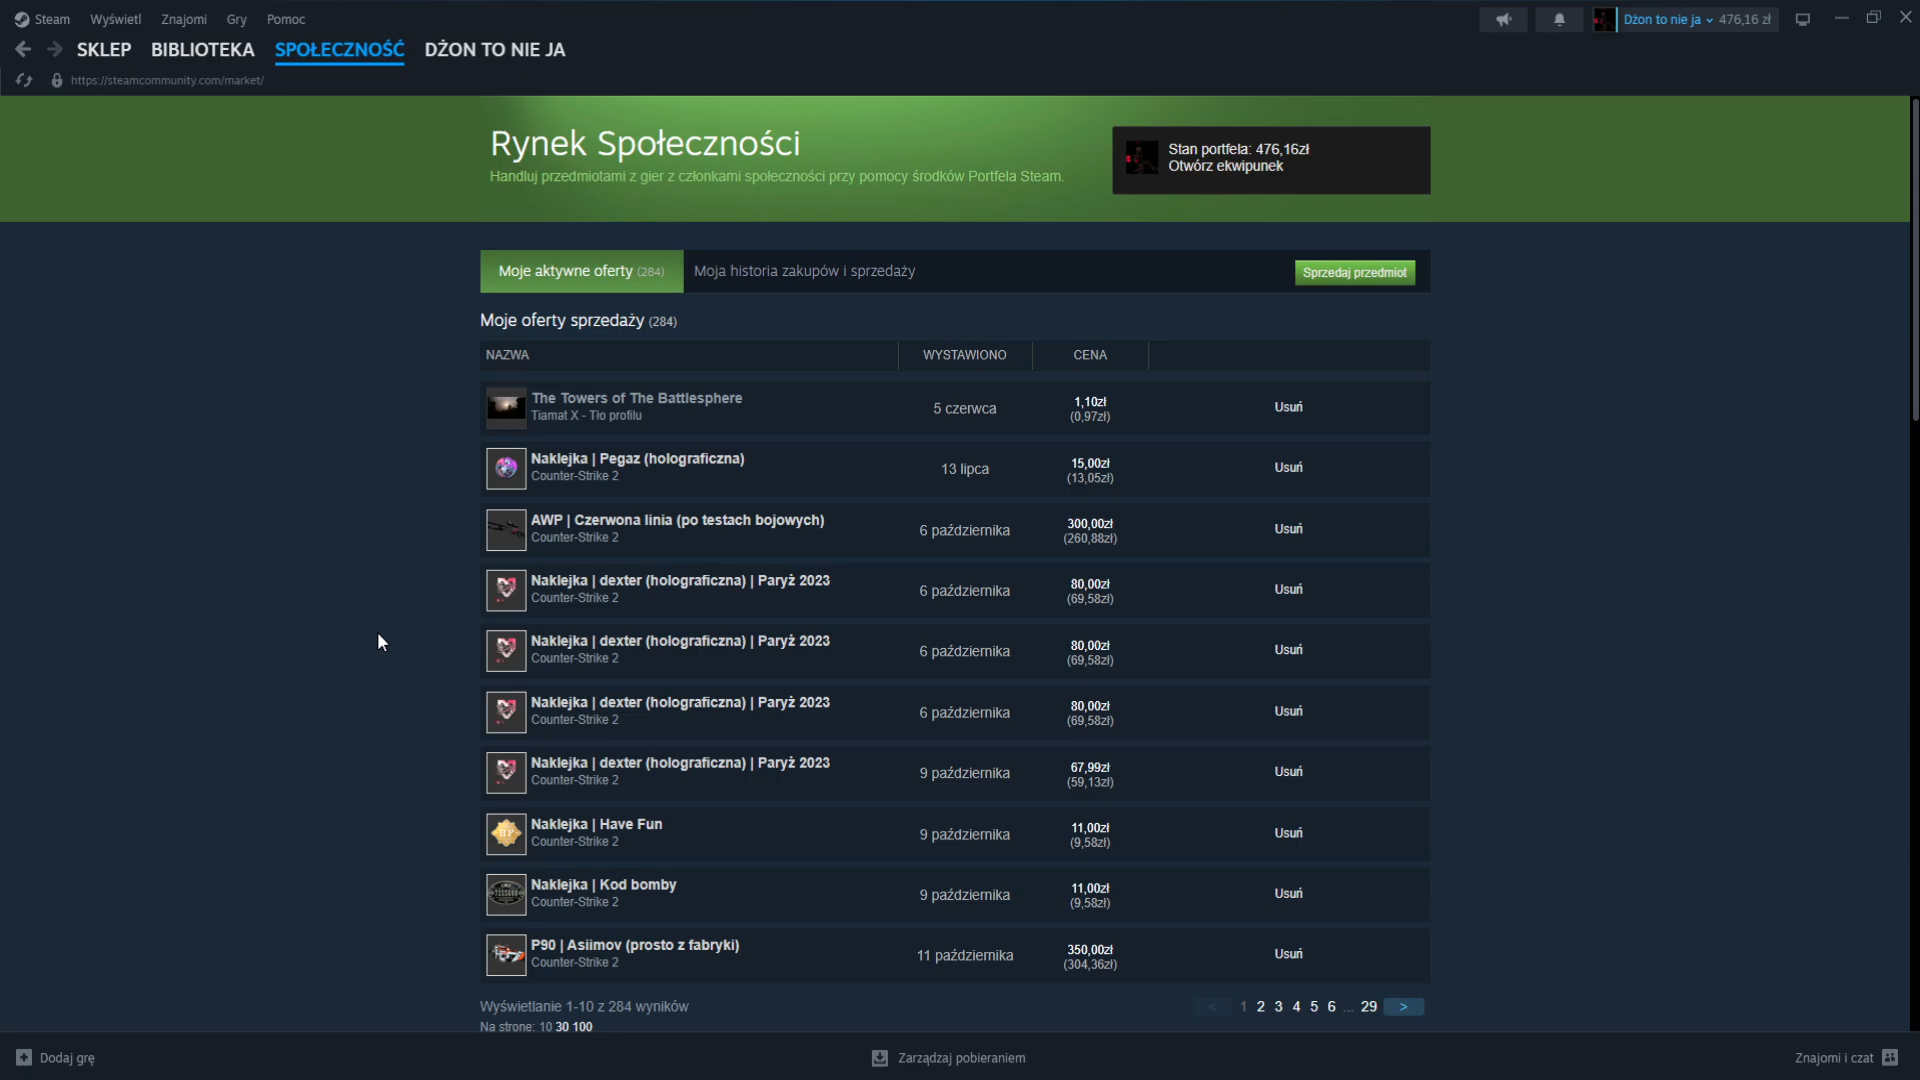 Steam Wyświetl Znajomi Gry Pomoc
Dżon to nie ja 476,16 zł
SKLEP BIBLIOTEKA SPOŁECZNOŚĆ DŻON TO NIE JA
https://steamcommunity.com/market/
Rynek Społeczności
Handluj przedmiotami z gier z członkami społeczności przy pomocy środków Portfela Steam.
Stan portfela: 476,16zł
Otwórz ekwipunek
Moje aktywne oferty (284) Moja historia zakupów i sprzedaży Sprzedaj przedmiot
Moje oferty sprzedaży (284)
NAZWA WYSTAWIONO CENA
The Towers of The Battlesphere
Tiamat X - Tło profilu
5 czerwca
1,10zł
(0,97zł)
Usuń
Naklejka | Pegaz (holograficzna)
Counter-Strike 2
13 lipca
15,00zł
(13,05zł)
Usuń
AWP | Czerwona linia (po testach bojowych)
Counter-Strike 2
6 października
300,00zł
(260,88zł)
Usuń
Naklejka | dexter (holograficzna) | Paryż 2023
Counter-Strike 2
6 października
80,00zł
(69,58zł)
Usuń
Naklejka | dexter (holograficzna) | Paryż 2023
Counter-Strike 2
6 października
80,00zł
(69,58zł)
Usuń
Naklejka | dexter (holograficzna) | Paryż 2023
Counter-Strike 2
6 października
80,00zł
(69,58zł)
Usuń
Naklejka | dexter (holograficzna) | Paryż 2023
Counter-Strike 2
9 października
67,99zł
(59,13zł)
Usuń
Naklejka | Have Fun
Counter-Strike 2
9 października
11,00zł
(9,58zł)
Usuń
Naklejka | Kod bomby
Counter-Strike 2
9 października
11,00zł
(9,58zł)
Usuń
P90 | Asiimov (prosto z fabryki)
Counter-Strike 2
11 października
350,00zł
(304,36zł)
Usuń
Wyświetlanie 1-10 z 284 wyników
< 1 2 3 4 5 6 ... 29 >
Na stronę: 10 30 100
Dodaj grę Zarządzaj pobieraniem Znajomi i czat